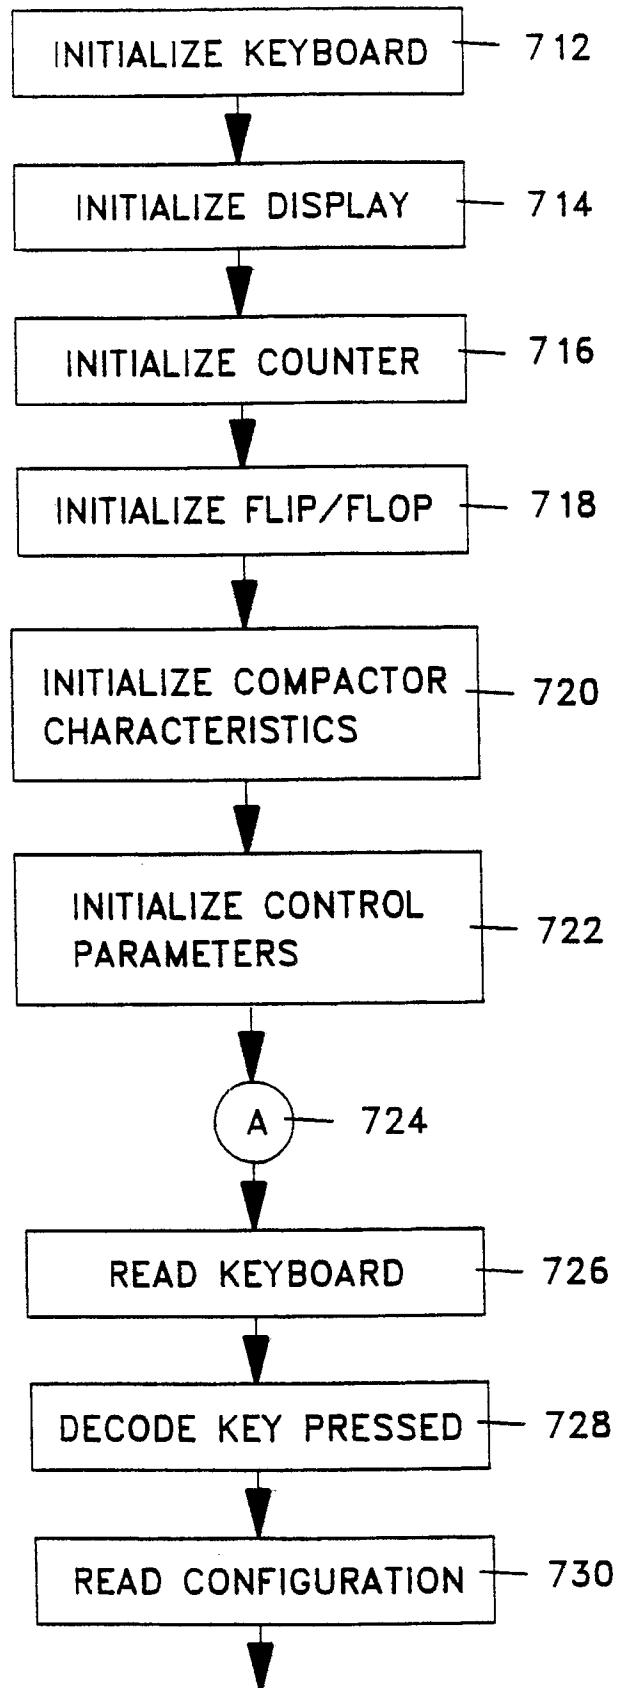 INITIALIZE KEYBOARD 712
INITIALIZE DISPLAY 714
INITIALIZE COUNTER 716
INITIALIZE FLIP/FLOP 718
INITIALIZE COMPACTOR 720
CHARACTERISTICS
INITIALIZE CONTROL
PARAMETERS 722
A 724
READ KEYBOARD 726
DECODE KEY PRESSED 728
READ CONFIGURATION 730